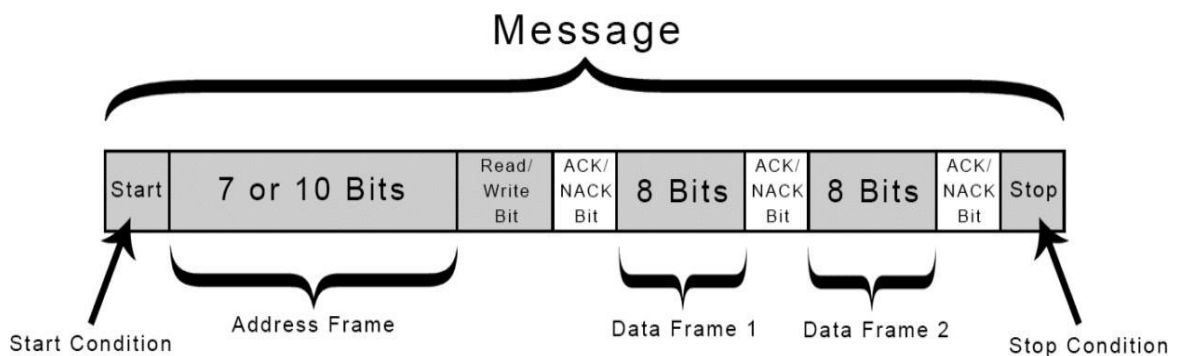 Message
Start
7 or 10 Bits
Read/
Write
Bit
ACK/
NACK
Bit
8 Bits
ACK/
NACK
Bit
8 Bits
ACK/
NACK
Bit
Stop
Start Condition
Address Frame
Data Frame 1
Data Frame 2
Stop Condition